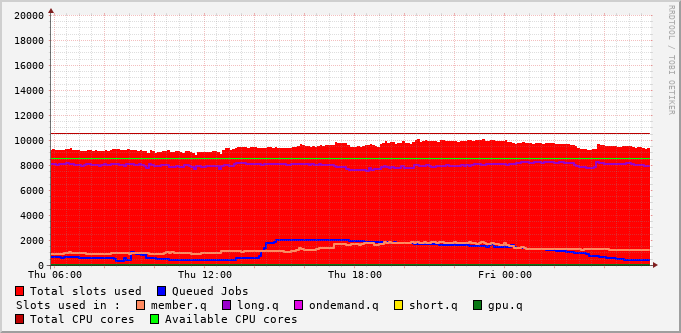 20000
18000
16000
14000
12000
10000
8000
6000
4000
2000
0
Thu 06:00 Thu 12:00 Thu 18:00 Fri 00:00
Total slots used Queued Jobs
Slots used in : member.q long.q ondemand.q short.q gpu.q
Total CPU cores Available CPU cores
RRDTOOL / TOBI OETIKER